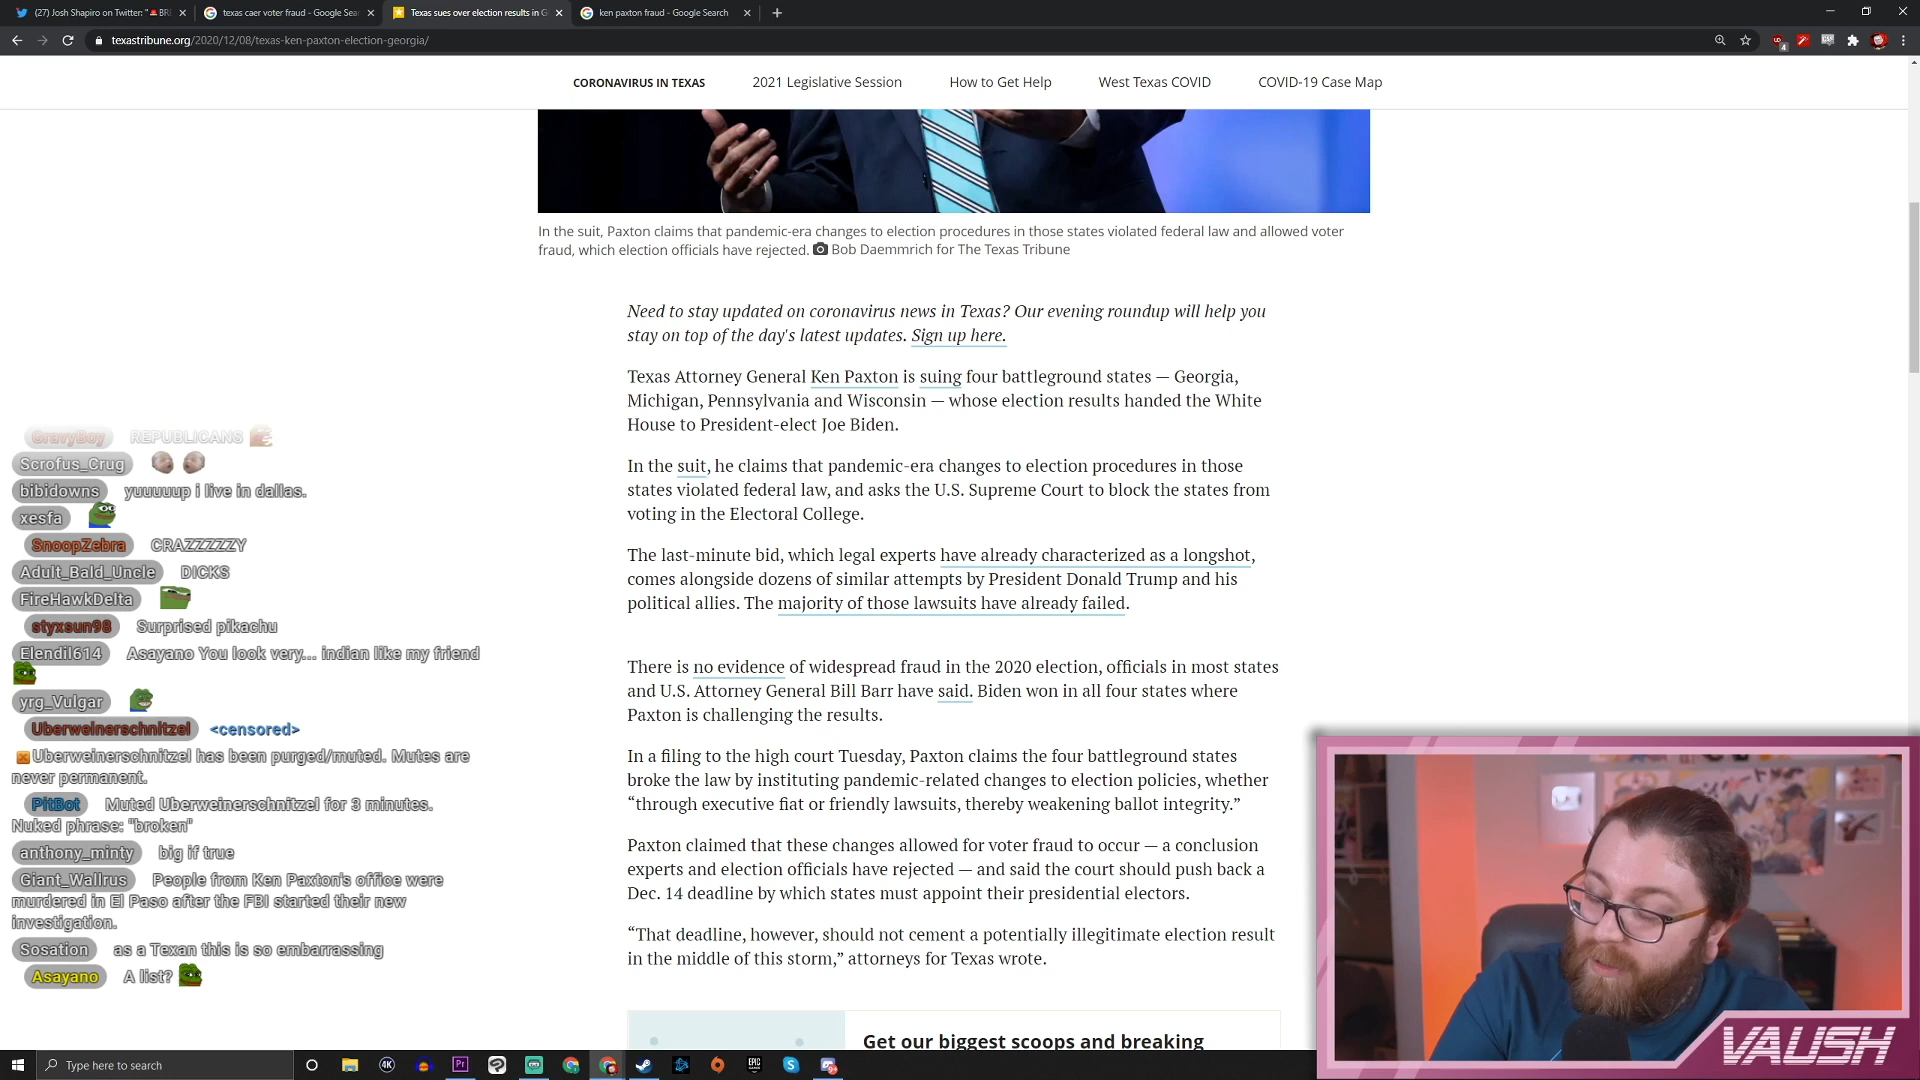 (27) Josh Shapiro on Twitter: "🚨BRE
texas caer voter fraud - Google Sea
Texas sues over election results in G
ken paxton fraud - Google Search
texastribune.org/2020/12/08/texas-ken-paxton-election-georgia/
4
CORONAVIRUS IN TEXAS
2021 Legislative Session
How to Get Help
West Texas COVID
COVID-19 Case Map
In the suit, Paxton claims that pandemic-era changes to election procedures in those states violated federal law and allowed voter
fraud, which election officials have rejected. Bob Daemmrich for The Texas Tribune
Need to stay updated on coronavirus news in Texas? Our evening roundup will help you
stay on top of the day's latest updates. Sign up here.
Texas Attorney General Ken Paxton is suing four battleground states — Georgia,
Michigan, Pennsylvania and Wisconsin — whose election results handed the White
House to President-elect Joe Biden.
In the suit, he claims that pandemic-era changes to election procedures in those
states violated federal law, and asks the U.S. Supreme Court to block the states from
voting in the Electoral College.
The last-minute bid, which legal experts have already characterized as a longshot,
comes alongside dozens of similar attempts by President Donald Trump and his
political allies. The majority of those lawsuits have already failed.
There is no evidence of widespread fraud in the 2020 election, officials in most states
and U.S. Attorney General Bill Barr have said. Biden won in all four states where
Paxton is challenging the results.
In a filing to the high court Tuesday, Paxton claims the four battleground states
broke the law by instituting pandemic-related changes to election policies, whether
“through executive fiat or friendly lawsuits, thereby weakening ballot integrity.”
Paxton claimed that these changes allowed for voter fraud to occur — a conclusion
experts and election officials have rejected — and said the court should push back a
Dec. 14 deadline by which states must appoint their presidential electors.
“That deadline, however, should not cement a potentially illegitimate election result
in the middle of this storm,” attorneys for Texas wrote.
Get our biggest scoops and breaking
GravyBoy REPUBLICANS
Scrofus_Crug
bibidowns yuuuuup i live in dallas.
xesfa
SnoopZebra CRAZZZZZY
Adult_Bald_Uncle DICKS
FireHawkDelta
styxsun98 Surprised pikachu
Elendil614 Asayano You look very... indian like my friend
yrg_Vulgar
Uberweinerschnitzel <censored>
Uberweinerschnitzel has been purged/muted. Mutes are
never permanent.
PitBot Muted Uberweinerschnitzel for 3 minutes.
Nuked phrase: "broken"
anthony_minty big if true
Giant_Wallrus People from Ken Paxton's office were
murdered in El Paso after the FBI started their new
investigation.
Sosation as a Texan this is so embarrassing
Asayano A list?
VAUSH
Type here to search
4K
Pr
EPIC